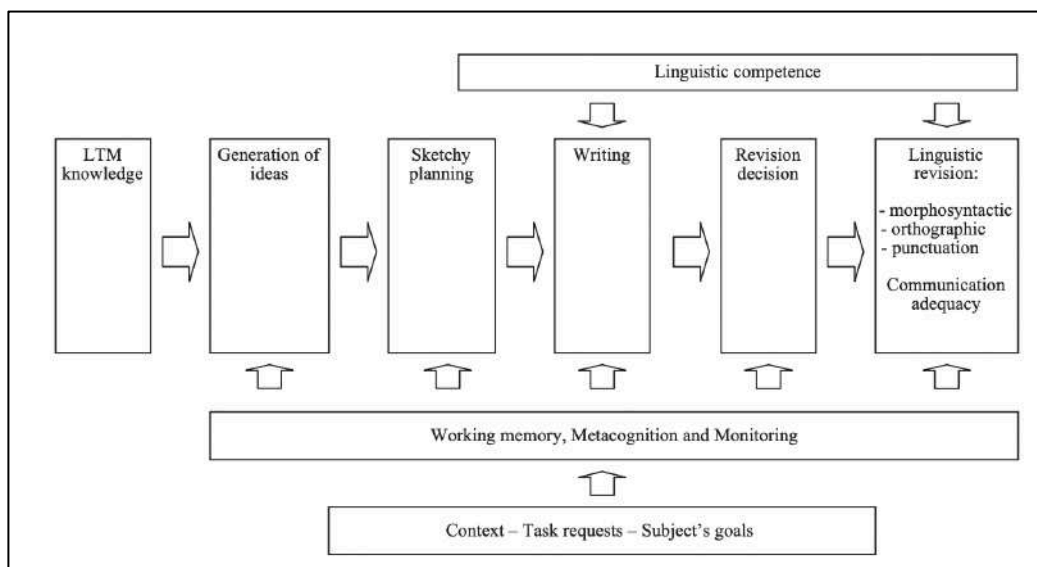 Linguistic competence
LTM
knowledge
Generation of
ideas
Sketchy
planning
Writing
Revision
decision
Linguistic
revision:
- morphosyntactic
- orthographic
- punctuation
Communication
adequacy
Working memory, Metacognition and Monitoring
Context – Task requests – Subject's goals